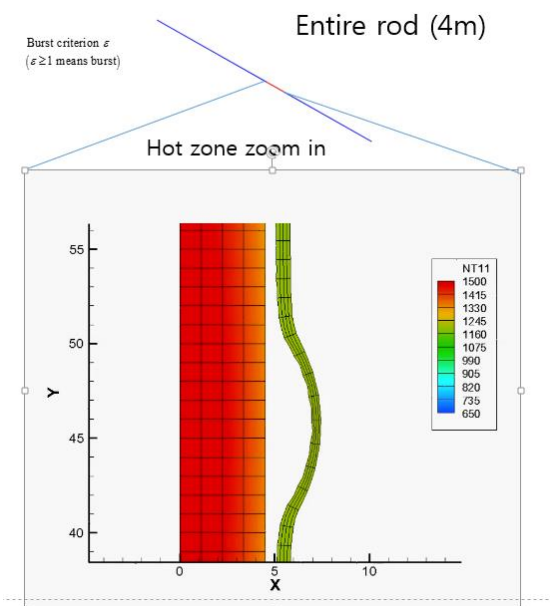 Entire rod (4m)
Burst criterion ε
(ε≥1 means burst)
Hot zone zoom in
NT11
1500
1415
1330
1245
1160
1075
990
905
820
735
650
55
50
45
40
Y
0
5
10
X